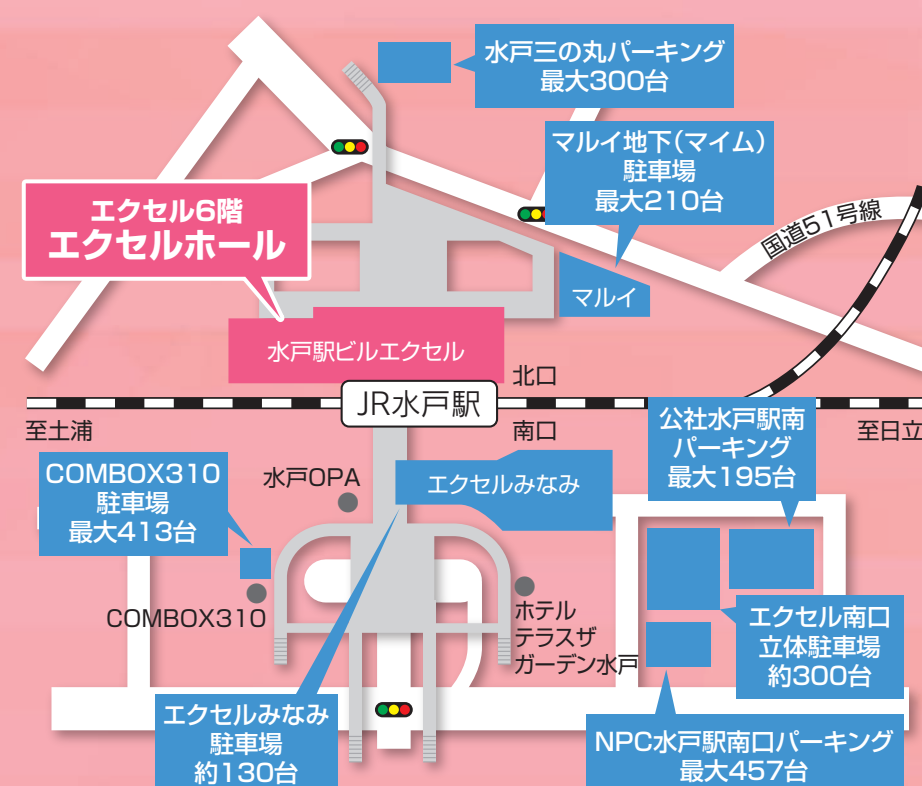 水戸三の丸パーキング
最大300台
マルイ地下(マイム)
駐車場
最大210台
エクセル6階
エクセルホール
国道51号線
マルイ
水戸駅ビルエクセル
北口
JR水戸駅
至土浦
南口
至日立
公社水戸駅南
パーキング
最大195台
COMBOX310
駐車場
最大413台
水戸OPA
エクセルみなみ
COMBOX310
ホテル
テラスザ
ガーデン水戸
エクセル南口
立体駐車場
約300台
エクセルみなみ
駐車場
約130台
NPC水戸駅南口パーキング
最大457台